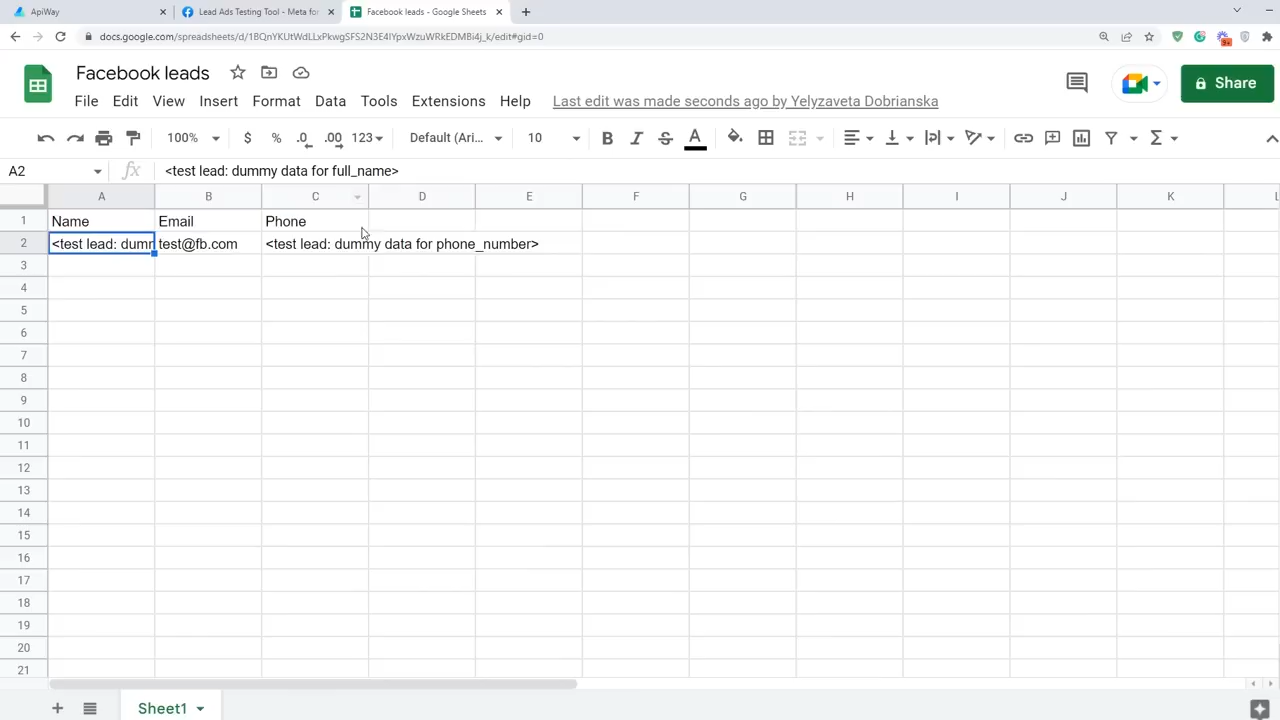 ApiWay
Lead Ads Testing Tool - Meta for
Facebook leads - Google Sheets
docs.google.com/spreadsheets/d/1BQnYKUtWdLLxPkwgSFS2N3E4lYpxWzuWRkEDMBi4j_k/edit#gid=0
9+
Facebook leads
File Edit View Insert Format Data Tools Extensions Help Last edit was made seconds ago by Yelyzaveta Dobrianska
Share
100% $ % .0 .00 123 Default (Ari... 10 B I S A
A2 fx <test lead: dummy data for full_name>
A B C D E F G H I J K L
1 Name Email Phone
2 <test lead: dumm test@fb.com <test lead: dummy data for phone_number>
3
4
5
6
7
8
9
10
11
12
13
14
15
16
17
18
19
20
21
Sheet1